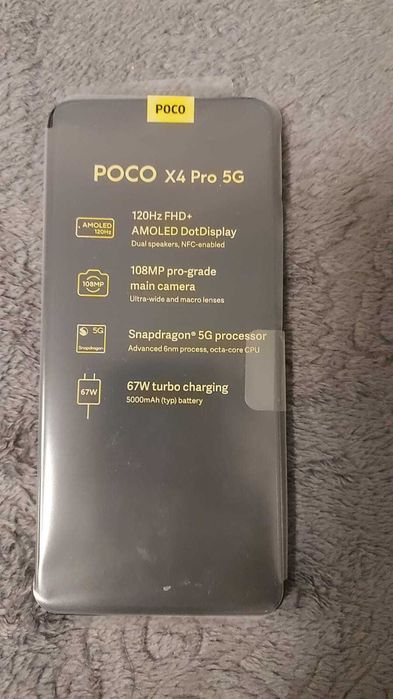 POCO
POCO X4 Pro 5G
AMOLED
120Hz
120Hz FHD+
AMOLED DotDisplay
Dual speakers, NFC-enabled
108MP
108MP pro-grade
main camera
Ultra-wide and macro lenses
5G
Snapdragon
Snapdragon® 5G processor
Advanced 6nm process, octa-core CPU
67W
67W turbo charging
5000mAh (typ) battery